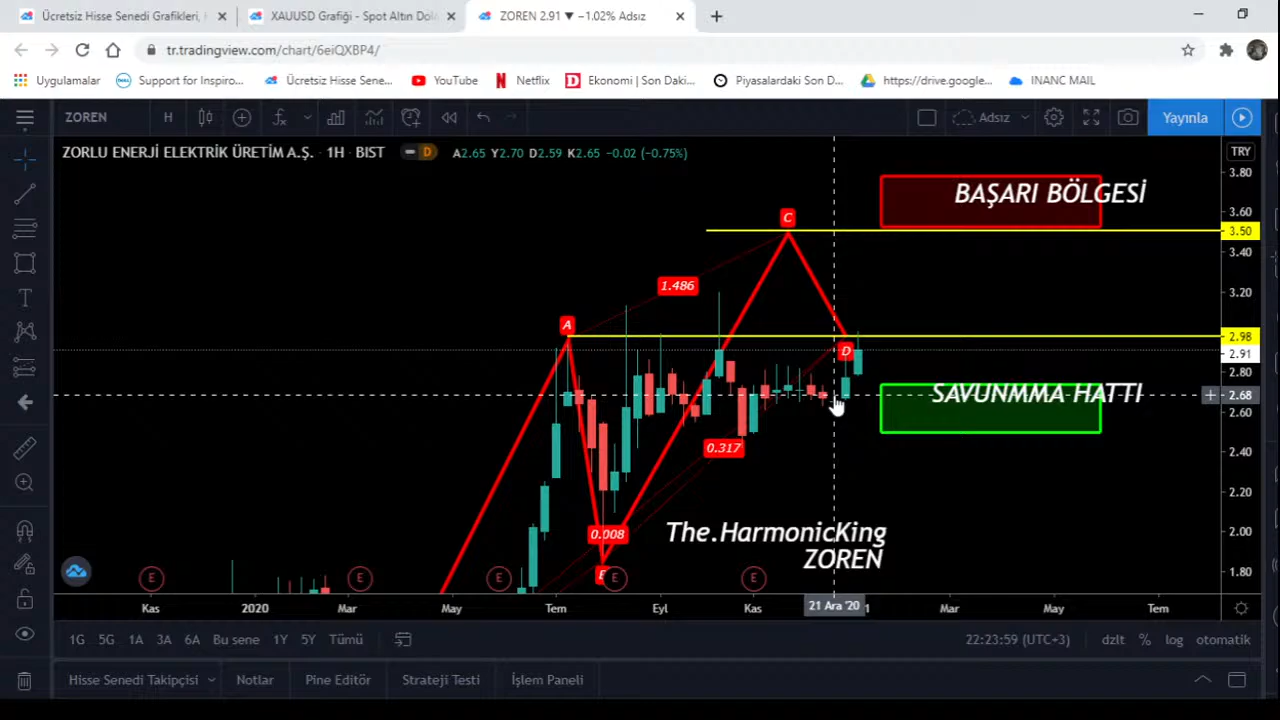 Ücretsiz Hisse Senedi Grafikleri, H
XAUUSD Grafiği - Spot Altın Dola
ZOREN 2.91 ▼ −1.02% Adsız
tr.tradingview.com/chart/6eiQXBP4/
Uygulamalar
Support for Inspiro...
Ücretsiz Hisse Sene...
YouTube
Netflix
Ekonomi | Son Daki...
Piyasalardaki Son D...
https://drive.google...
INANC MAIL
ZOREN
H
Adsız
Yayınla
ZORLU ENERJİ ELEKTRİK ÜRETİM A.Ş. · 1H · BIST
D
A2.65 Y2.70 D2.59 K2.65 −0.02 (−0.75%)
TRY
3.80
BAŞARI BÖLGESİ
3.60
C
3.50
3.40
1.486
3.20
A
2.98
D
2.91
2.80
SAVUNMMA HATTI
2.68
2.60
0.317
2.40
2.20
The.HarmonicKing
0.008
2.00
ZOREN
1.80
E E E E E
Kas 2020 Mar May Tem Eyl Kas 21 Ara '20 Mar May Tem
1G 5G 1A 3A 6A Bu sene 1Y 5Y Tümü
22:23:59 (UTC+3)
dzlt % log otomatik
Hisse Senedi Takipçisi
Notlar
Pine Editör
Strateji Testi
İşlem Paneli